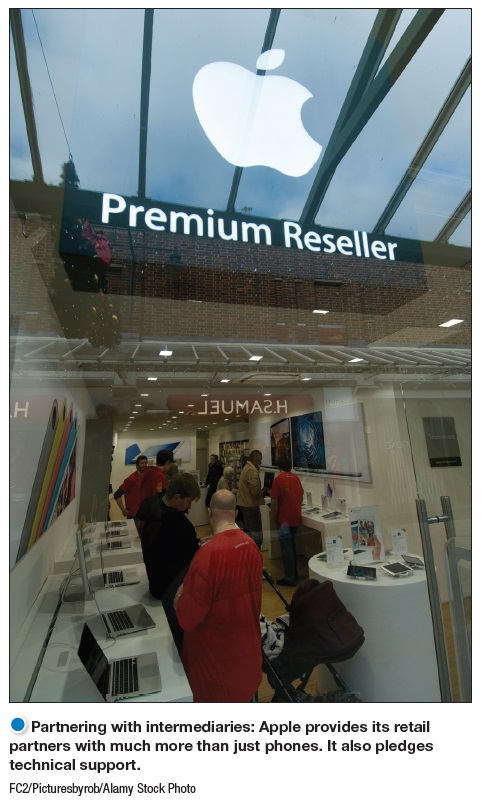 Premium Reseller
H.SAMUEL
H.
Partnering with intermediaries: Apple provides its retail
partners with much more than just phones. It also pledges
technical support.
FC2/Picturesbyrob/Alamy Stock Photo